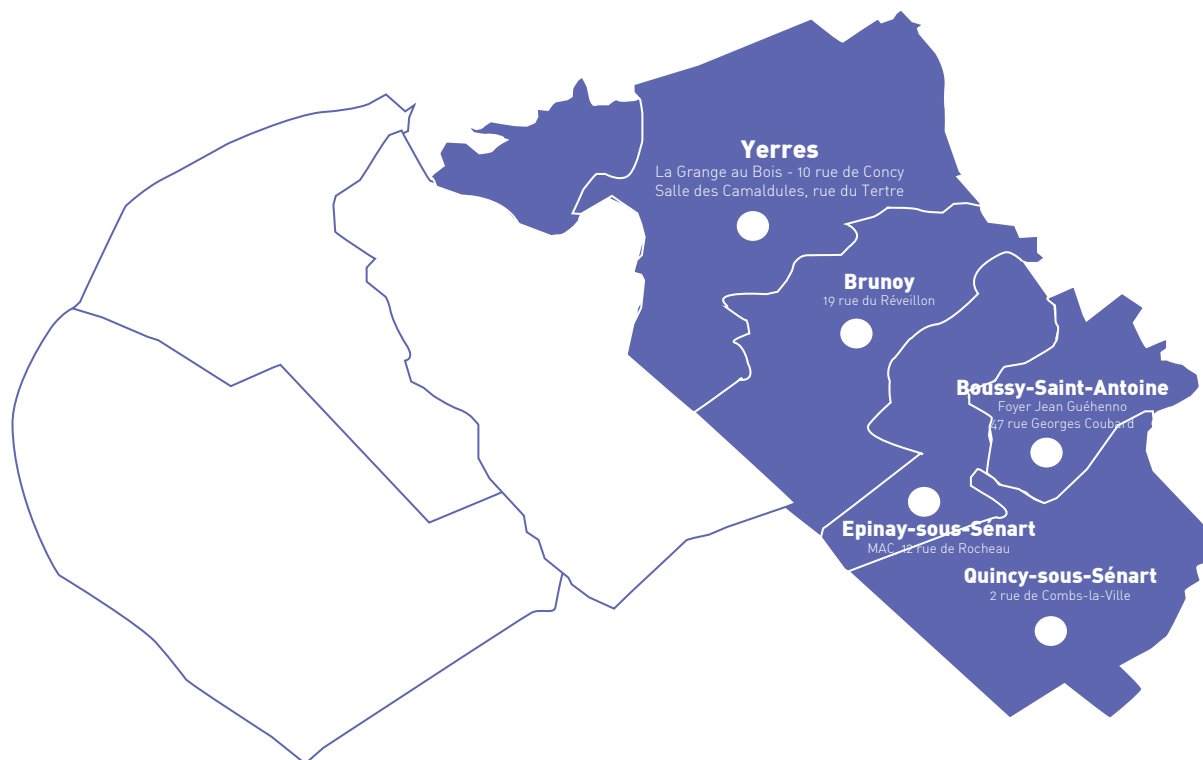 Yerres
La Grange au Bois - 10 rue de Concy
Salle des Camaldules, rue du Tertre
Brunoy
19 rue du Réveillon
Boussy-Saint-Antoine
Foyer Jean Guéhenno
47 rue Georges Coubard
Epinay-sous-Sénart
MAC, 12 rue de Rocheau
Quincy-sous-Sénart
2 rue de Combs-la-Ville